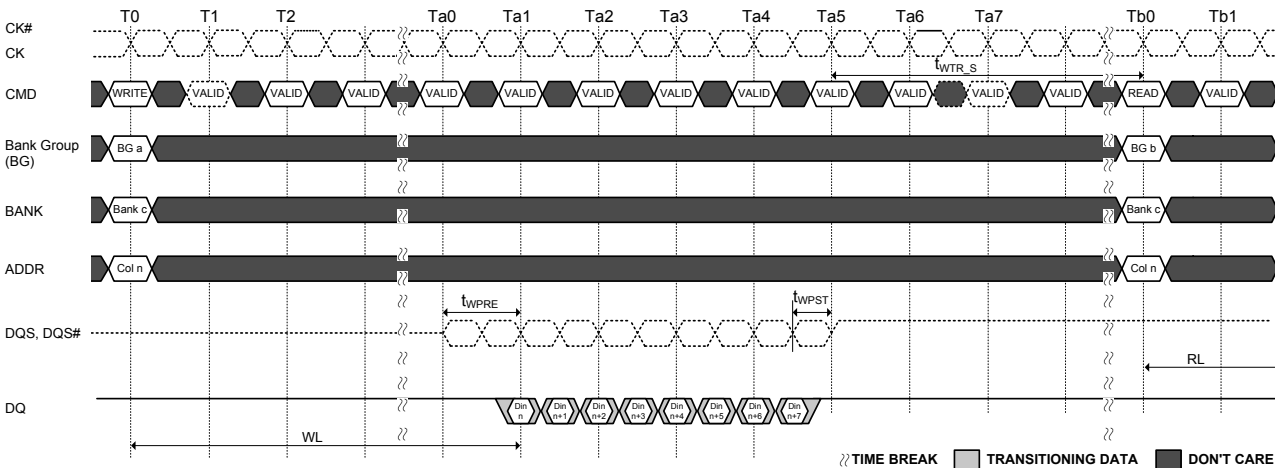 T0 T1 T2 Ta0 Ta1 Ta2 Ta3 Ta4 Ta5 Ta6 Ta7 Tb0 Tb1
CK#
CK
tWTR_S
CMD WRITE VALID VALID VALID VALID VALID VALID VALID VALID VALID VALID VALID VALID READ VALID
Bank Group
(BG)
BG a BG b
BANK Bank c Bank c
ADDR Col n Col n
tWPRE tWPST
DQS, DQS#
RL
DQ
Din n Din n+1 Din n+2 Din n+3 Din n+4 Din n+5 Din n+6 Din n+7
WL
TIME BREAK TRANSITIONING DATA DON'T CARE